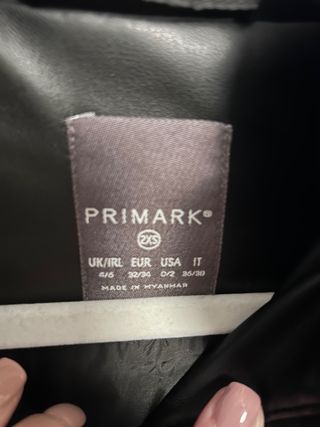 PRIMARK®
2XS
UK/IRL EUR USA IT
4/6 32/34 0/2 36/38
MADE IN MYANMAR